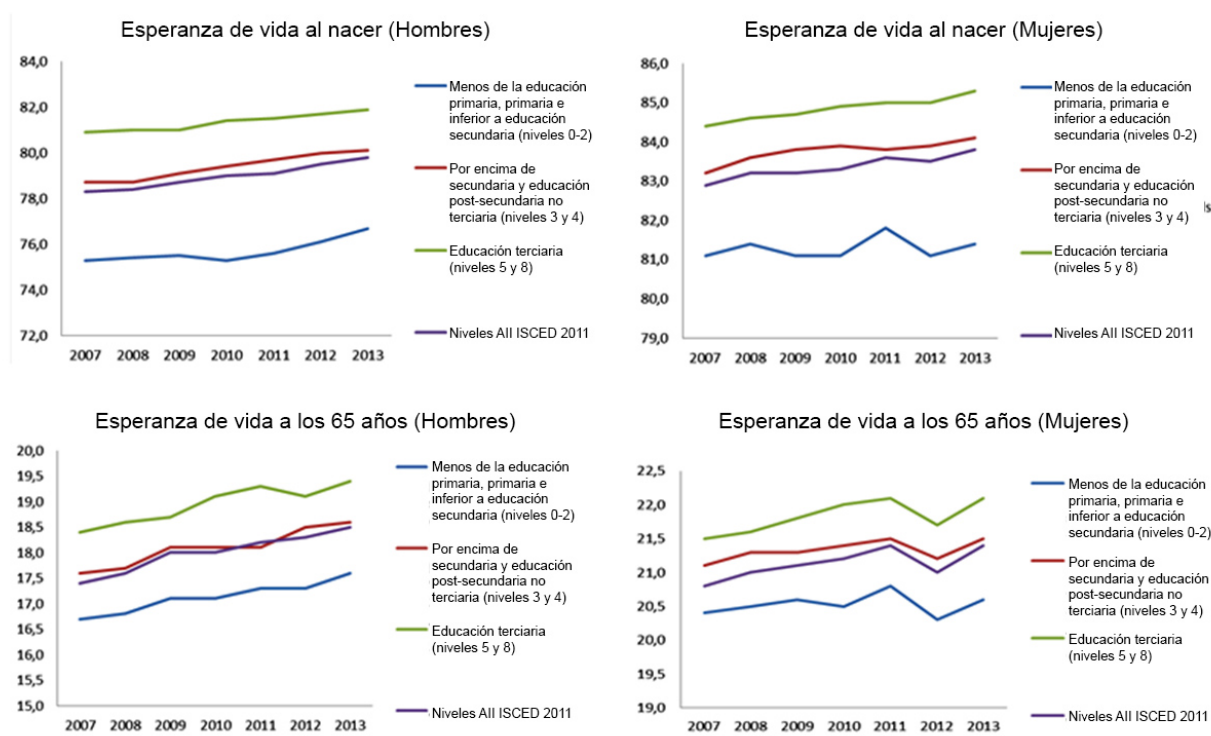 Esperanza de vida al nacer (Hombres)
84,0
82,0
80,0
78,0
76,0
74,0
72,0
2007 2008 2009 2010 2011 2012 2013
Menos de la educación
primaria, primaria e
inferior a educación
secundaria (niveles 0-2)
Por encima de
secundaria y educación
post-secundaria no
terciaria (niveles 3 y 4)
Educación terciaria
(niveles 5 y 8)
Niveles All ISCED 2011
Esperanza de vida al nacer (Mujeres)
86,0
85,0
84,0
83,0
82,0
81,0
80,0
79,0
2007 2008 2009 2010 2011 2012 2013
Menos de la educación
primaria, primaria e
inferior a educación
secundaria (niveles 0-2)
Por encima de
secundaria y educación
post-secundaria no
terciaria (niveles 3 y 4)
ls
Educación terciaria
(niveles 5 y 8)
Niveles All ISCED 2011
Esperanza de vida a los 65 años (Hombres)
20,0
19,5
19,0
18,5
18,0
17,5
17,0
16,5
16,0
15,5
15,0
2007 2008 2009 2010 2011 2012 2013
Menos de la educación
primaria, primaria e
inferior a educación
secundaria (niveles 0-2)
Por encima de
secundaria y educación
post-secundaria no
terciaria (niveles 3 y 4)
Educación terciaria
(niveles 5 y 8)
Niveles All ISCED 2011
Esperanza de vida a los 65 años (Mujeres)
22,5
22,0
21,5
21,0
20,5
20,0
19,5
19,0
2007 2008 2009 2010 2011 2012 2013
Menos de la educación
primaria, primaria e
inferior a educación
secundaria (niveles 0-2)
Por encima de
secundaria y educación
post-secundaria no
terciaria (niveles 3 y 4)
Educación terciaria
(niveles 5 y 8)
Niveles All ISCED 2011